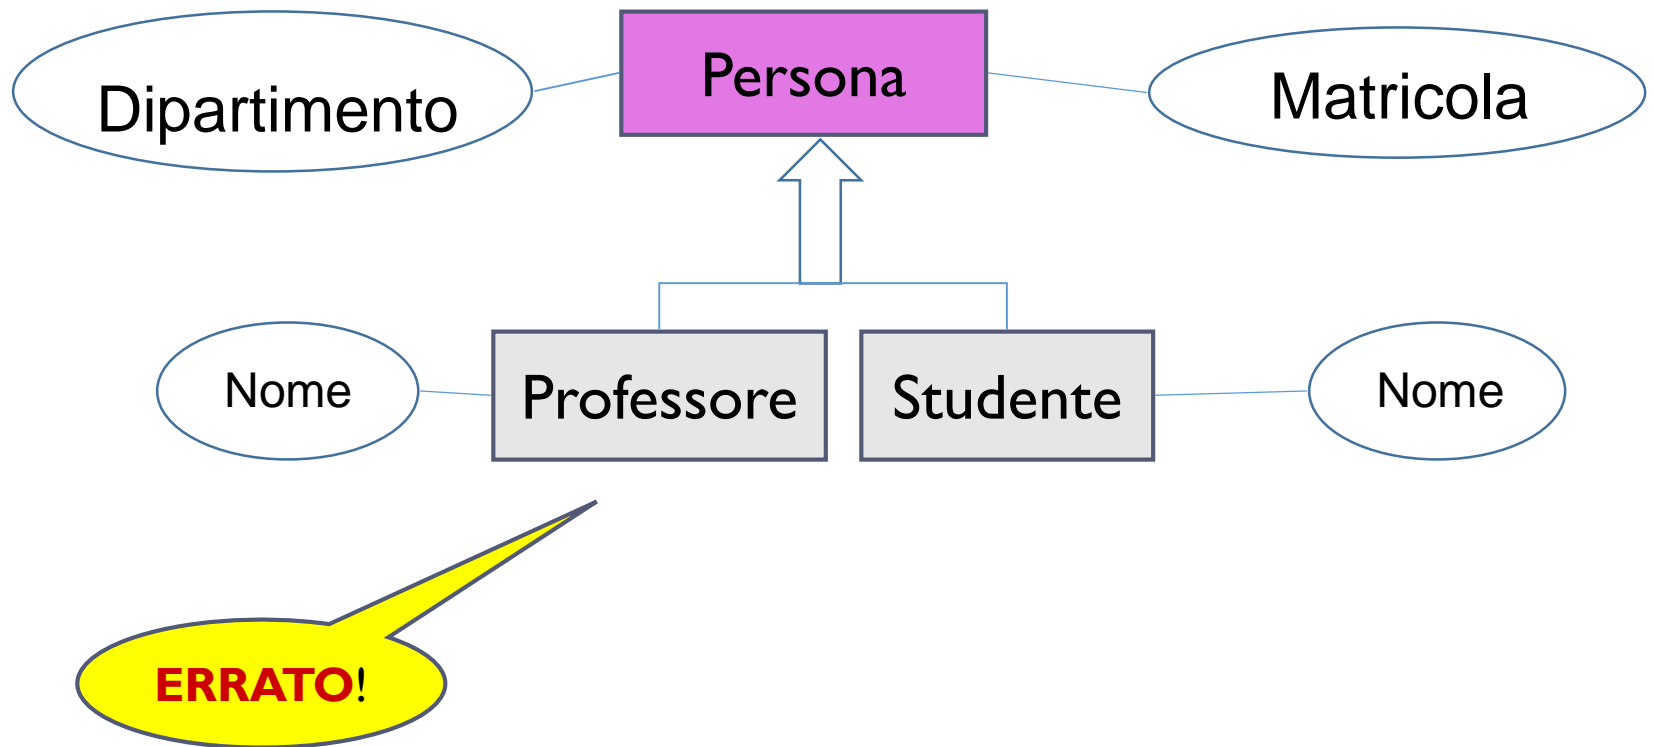 Persona
Dipartimento
Matricola
Nome
Professore
Studente
Nome
ERRATO!